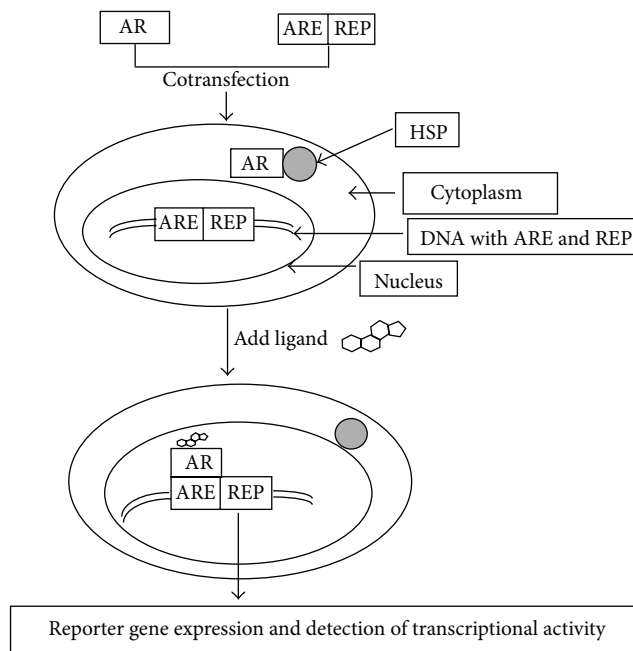 AR
ARE REP
Cotransfection
HSP
AR
Cytoplasm
ARE REP
DNA with ARE and REP
Nucleus
Add ligand
AR
ARE REP
Reporter gene expression and detection of transcriptional activity